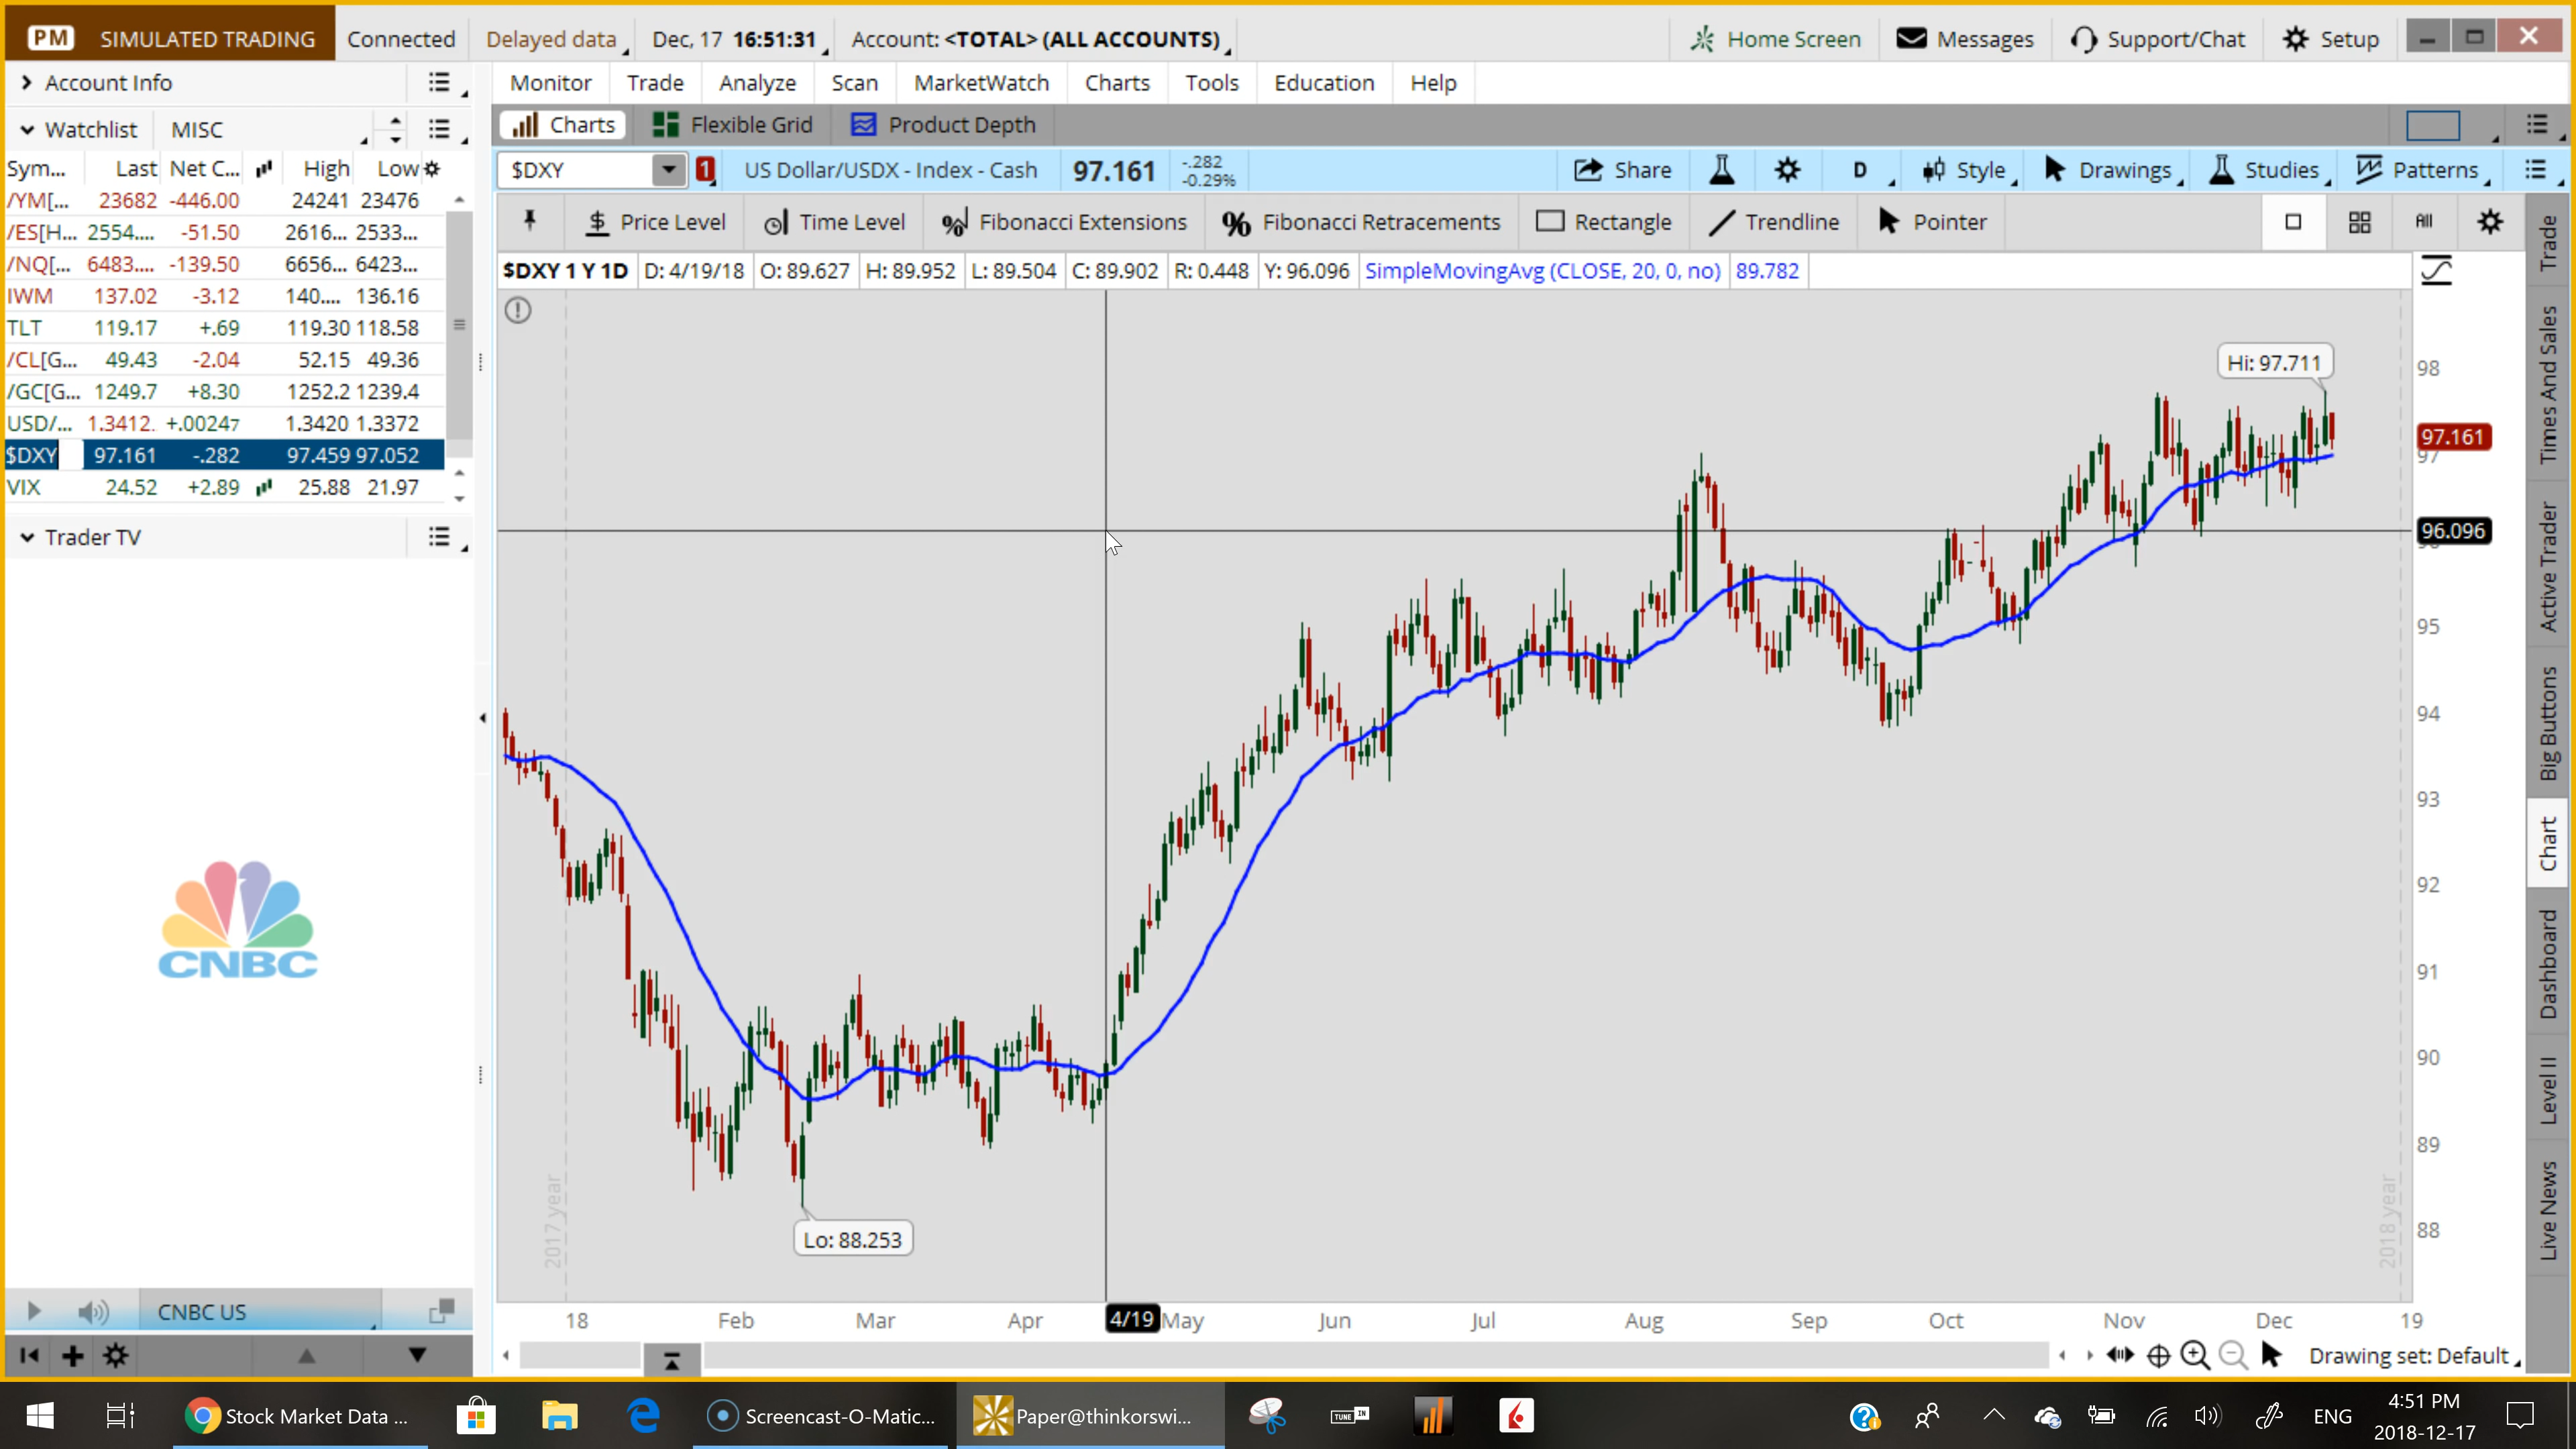 PM SIMULATED TRADING Connected Delayed data Dec, 17 16:51:31 Account: <TOTAL> (ALL ACCOUNTS) Home Screen Messages Support/Chat Setup
Account Info
Monitor Trade Analyze Scan MarketWatch Charts Tools Education Help
Watchlist MISC
Charts Flexible Grid Product Depth
Sym... Last Net C... High Low
$DXY 1 US Dollar/USDX - Index - Cash 97.161 -.282 -0.29% Share D Style Drawings Studies Patterns
/YM[... 23682 -446.00 24241 23476
/ES[H... 2554.... -51.50 2616... 2533...
/NQ[... 6483.... -139.50 6656... 6423...
IWM 137.02 -3.12 140.... 136.16
TLT 119.17 +.69 119.30 118.58
/CL[G... 49.43 -2.04 52.15 49.36
/GC[G... 1249.7 +8.30 1252.2 1239.4
USD/... 1.3412. +.00247 1.3420 1.3372
$DXY 97.161 -.282 97.459 97.052
VIX 24.52 +2.89 25.88 21.97
Price Level Time Level Fibonacci Extensions Fibonacci Retracements Rectangle Trendline Pointer All
$DXY 1 Y 1D D: 4/19/18 O: 89.627 H: 89.952 L: 89.504 C: 89.902 R: 0.448 Y: 96.096 SimpleMovingAvg (CLOSE, 20, 0, no) 89.782
Trader TV
CNBC
CNBC US
Hi: 97.711
Lo: 88.253
98
97.161
97
96.096
95
94
93
92
91
90
89
88
2017 year
2018 year
18 Feb Mar Apr 4/19 May Jun Jul Aug Sep Oct Nov Dec 19
Drawing set: Default
Trade
Times And Sales
Active Trader
Big Buttons
Chart
Dashboard
Level II
Live News
Stock Market Data ... Screencast-O-Matic... Paper@thinkorswi... TUNE IN ENG 4:51 PM
2018-12-17